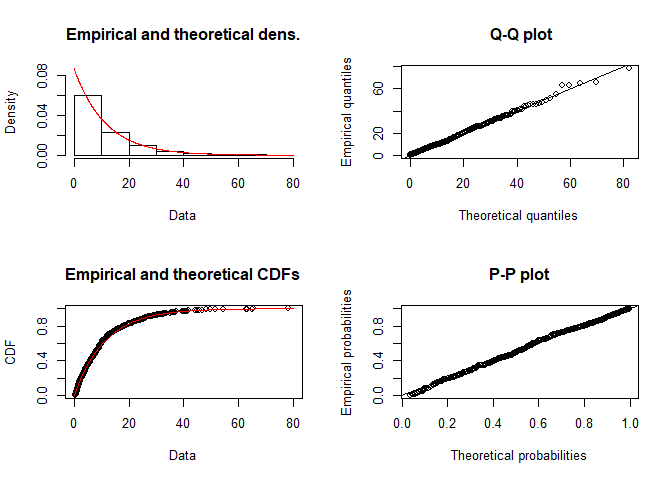 Empirical and theoretical dens.
Density
0.00 0.04 0.08
0 20 40 60 80
Data
Q-Q plot
Empirical quantiles
0 20 60
0 20 40 60 80
Theoretical quantiles
Empirical and theoretical CDFs
CDF
0.0 0.4 0.8
0 20 40 60 80
Data
P-P plot
Empirical probabilities
0.0 0.4 0.8
0.0 0.2 0.4 0.6 0.8 1.0
Theoretical probabilities